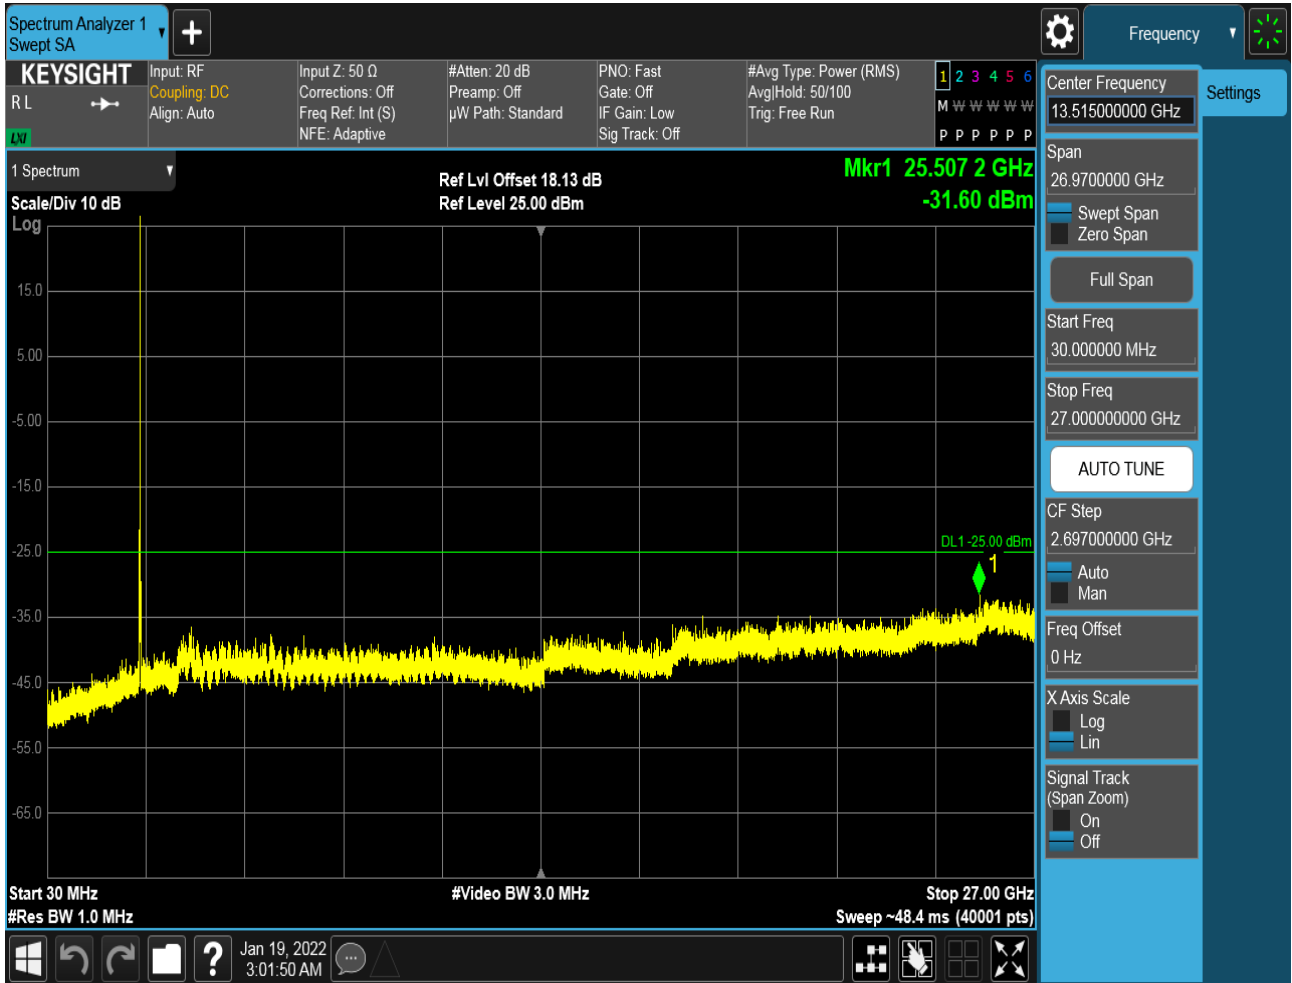 Spectrum Analyzer 1
Swept SA
Frequency
KEYSIGHT
R L
LXI
Input: RF
Coupling: DC
Align: Auto
Input Z: 50 Ω
Corrections: Off
Freq Ref: Int (S)
NFE: Adaptive
#Atten: 20 dB
Preamp: Off
µW Path: Standard
PNO: Fast
Gate: Off
IF Gain: Low
Sig Track: Off
#Avg Type: Power (RMS)
Avg|Hold: 50/100
Trig: Free Run
1 2 3 4 5 6
M W W W W W
P P P P P P
1 Spectrum
Scale/Div 10 dB
Log
Ref Lvl Offset 18.13 dB
Ref Level 25.00 dBm
Mkr1 25.507 2 GHz
-31.60 dBm
15.0
5.00
-5.00
-15.0
-25.0
-35.0
-45.0
-55.0
-65.0
DL1 -25.00 dBm
1
Start 30 MHz
#Res BW 1.0 MHz
#Video BW 3.0 MHz
Stop 27.00 GHz
Sweep ~48.4 ms (40001 pts)
Jan 19, 2022
3:01:50 AM
Center Frequency
13.515000000 GHz
Settings
Span
26.9700000 GHz
Swept Span
Zero Span
Full Span
Start Freq
30.000000 MHz
Stop Freq
27.000000000 GHz
AUTO TUNE
CF Step
2.697000000 GHz
Auto
Man
Freq Offset
0 Hz
X Axis Scale
Log
Lin
Signal Track
(Span Zoom)
On
Off